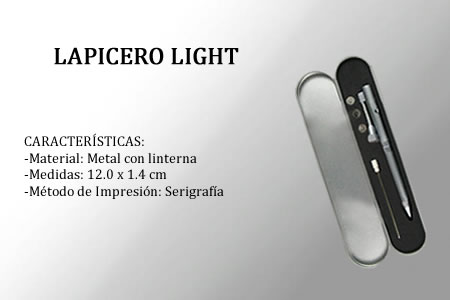 LAPICERO LIGHT
CARACTERÍSTICAS:
-Material: Metal con linterna
-Medidas: 12.0 x 1.4 cm
-Método de Impresión: Serigrafía